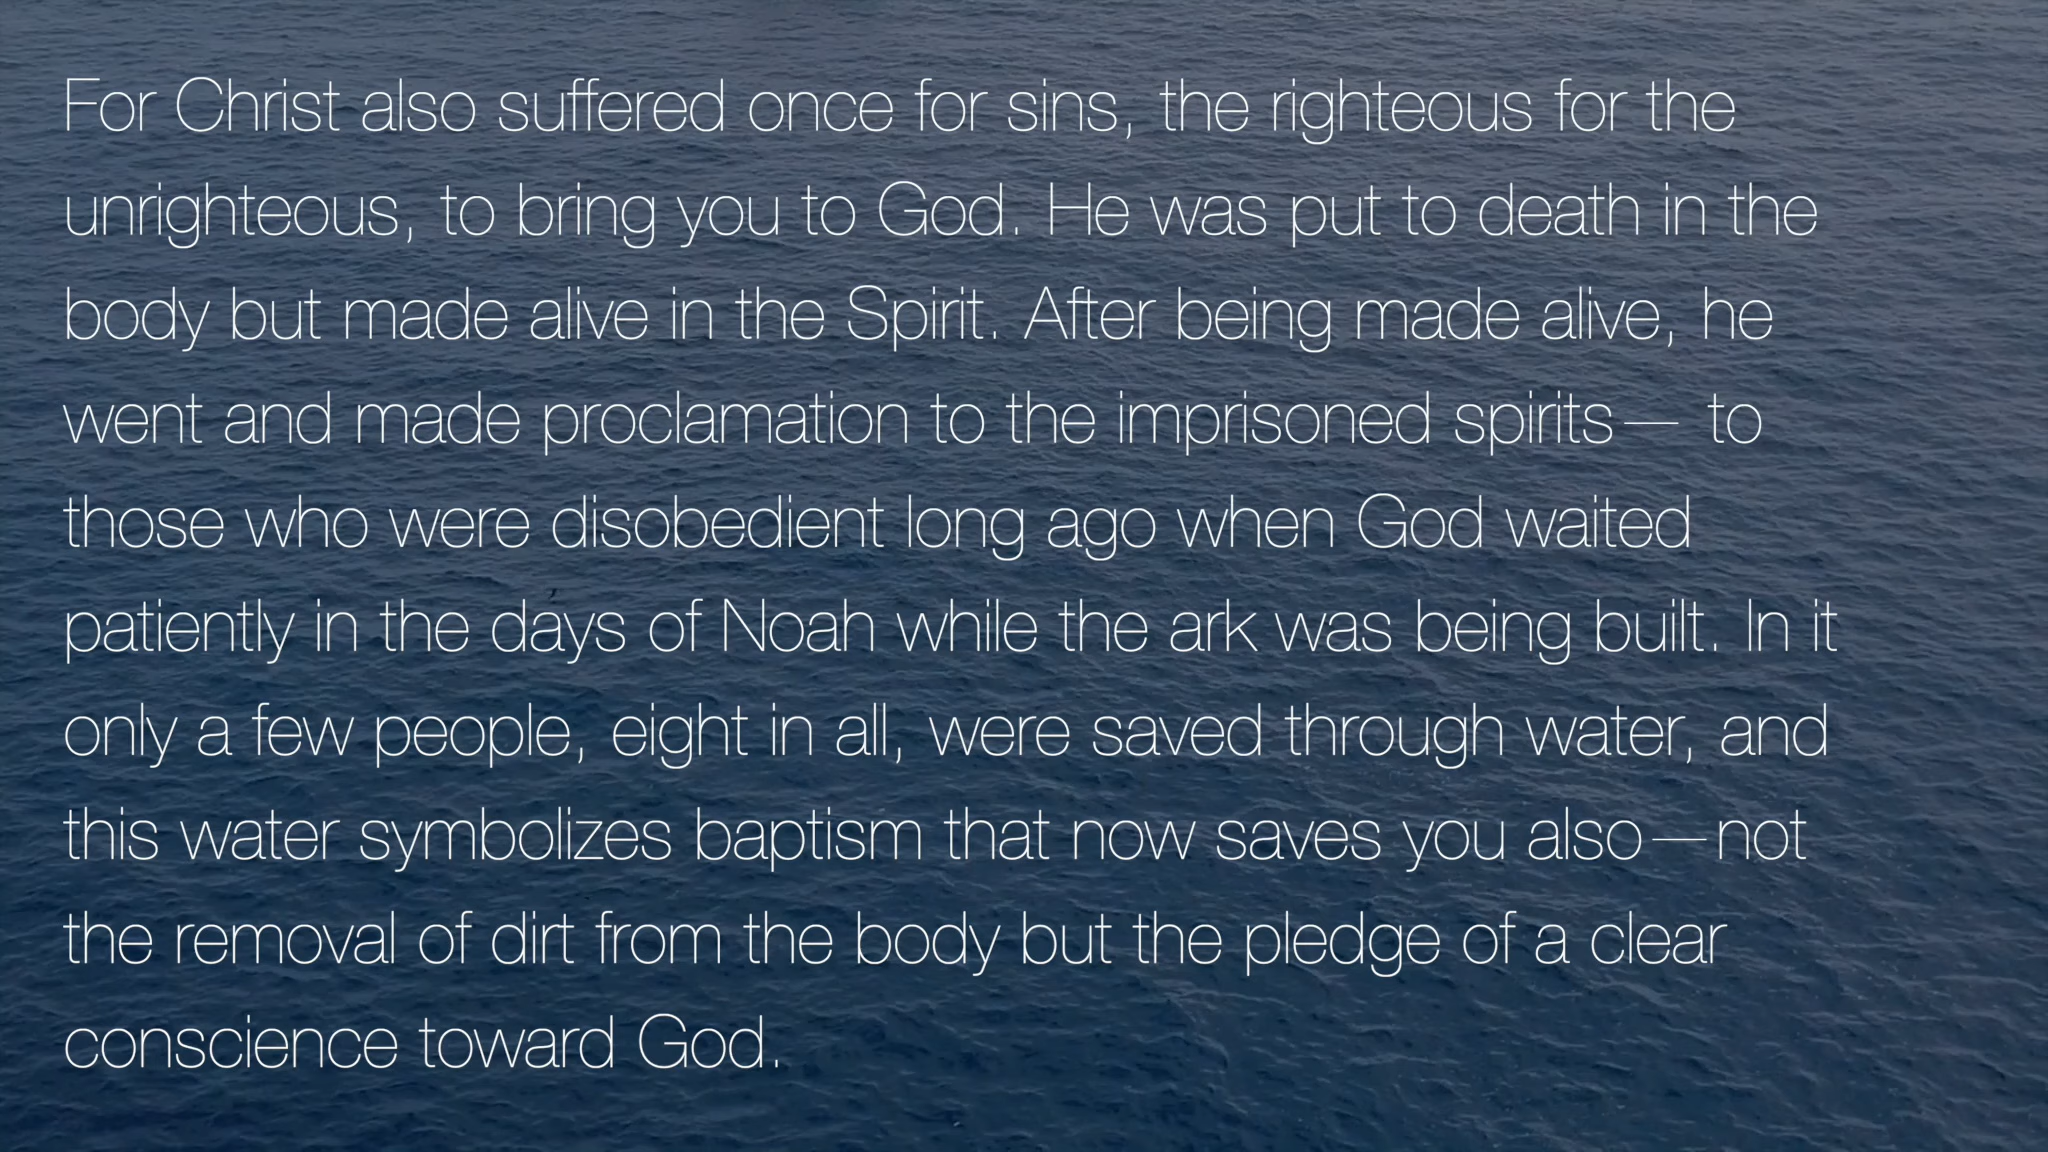 For Christ also suffered once for sins, the righteous for the
unrighteous, to bring you to God. He was put to death in the
body but made alive in the Spirit. After being made alive, he
went and made proclamation to the imprisoned spirits— to
those who were disobedient long ago when God waited
patiently in the days of Noah while the ark was being built. In it
only a few people, eight in all, were saved through water, and
this water symbolizes baptism that now saves you also—not
the removal of dirt from the body but the pledge of a clear
conscience toward God.